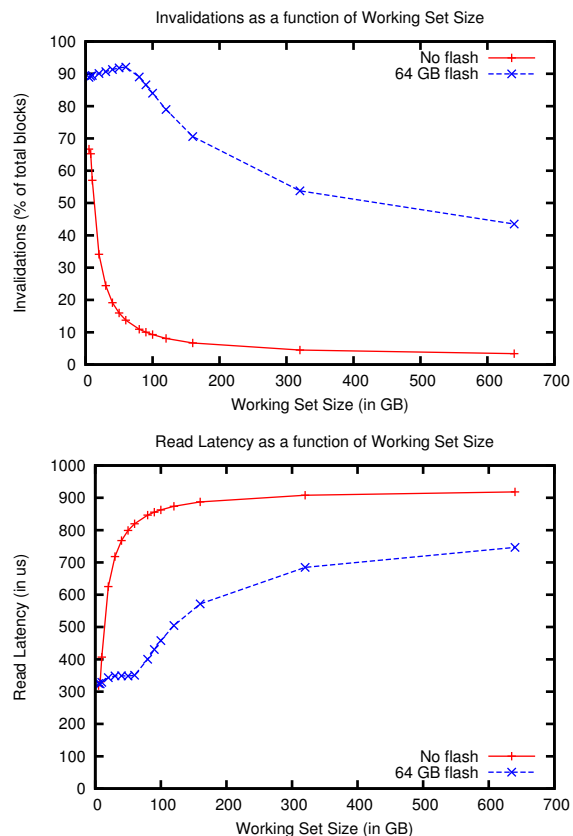 Invalidations as a function of Working Set Size
100
90
80
70
60
50
40
30
20
10
0
Invalidations (% of total blocks)
No flash
64 GB flash
0 100 200 300 400 500 600 700
Working Set Size (in GB)
Read Latency as a function of Working Set Size
1000
900
800
700
600
500
400
300
200
100
0
Read Latency (in us)
No flash
64 GB flash
0 100 200 300 400 500 600 700
Working Set Size (in GB)